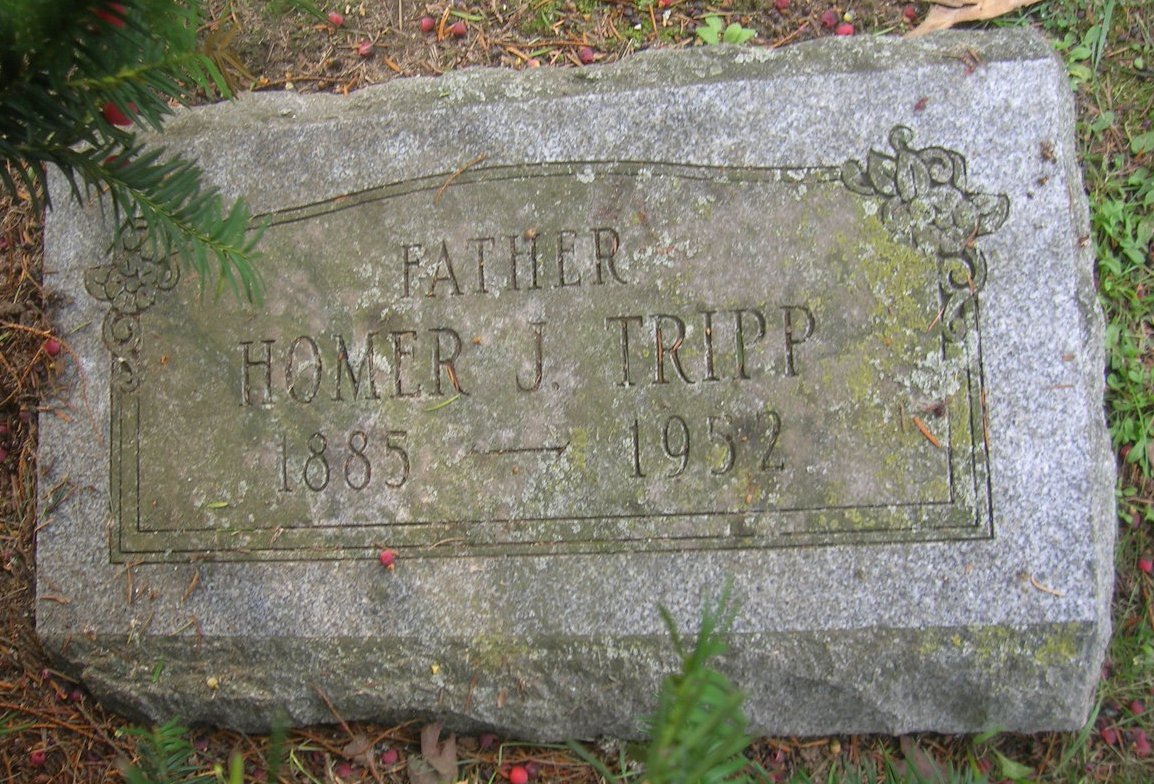 FATHER
HOMER J. TRIPP
1885 — 1952